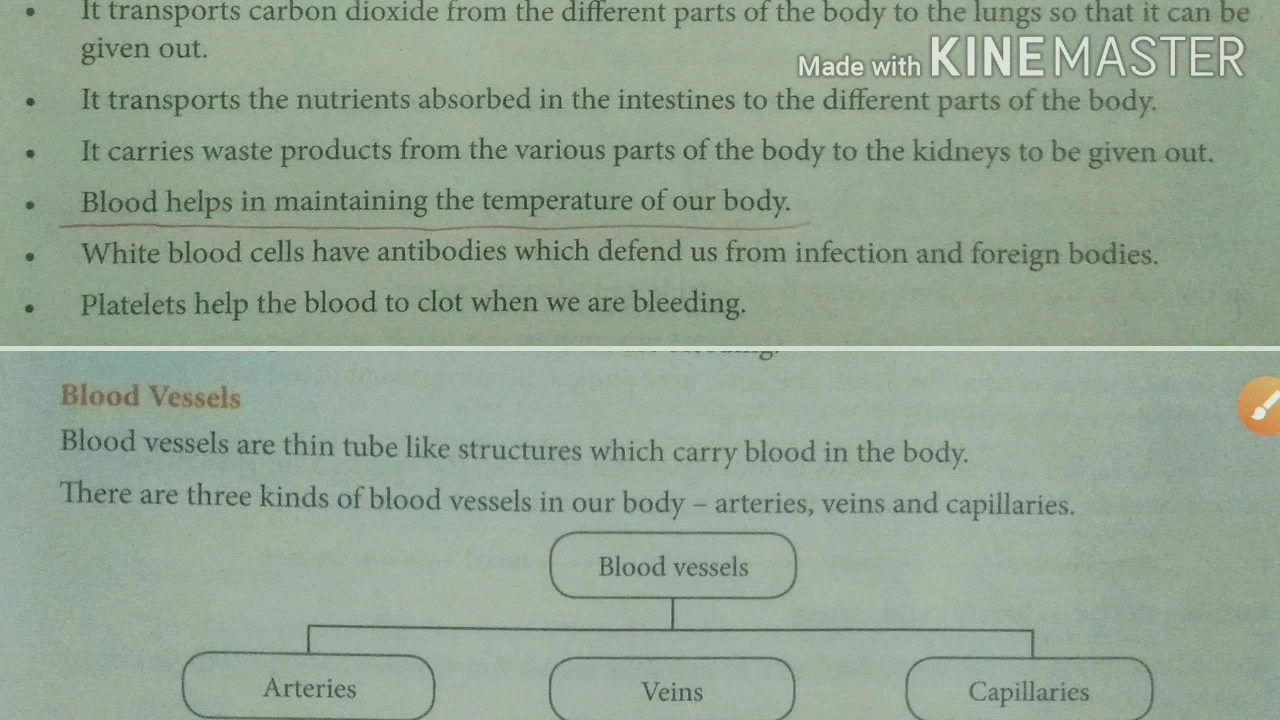 • It transports carbon dioxide from the different parts of the body to the lungs so that it can be
given out.
Made with KINEMASTER
• It transports the nutrients absorbed in the intestines to the different parts of the body.
• It carries waste products from the various parts of the body to the kidneys to be given out.
• Blood helps in maintaining the temperature of our body.
• White blood cells have antibodies which defend us from infection and foreign bodies.
• Platelets help the blood to clot when we are bleeding.
Blood Vessels
Blood vessels are thin tube like structures which carry blood in the body.
There are three kinds of blood vessels in our body – arteries, veins and capillaries.
Blood vessels
Arteries
Veins
Capillaries